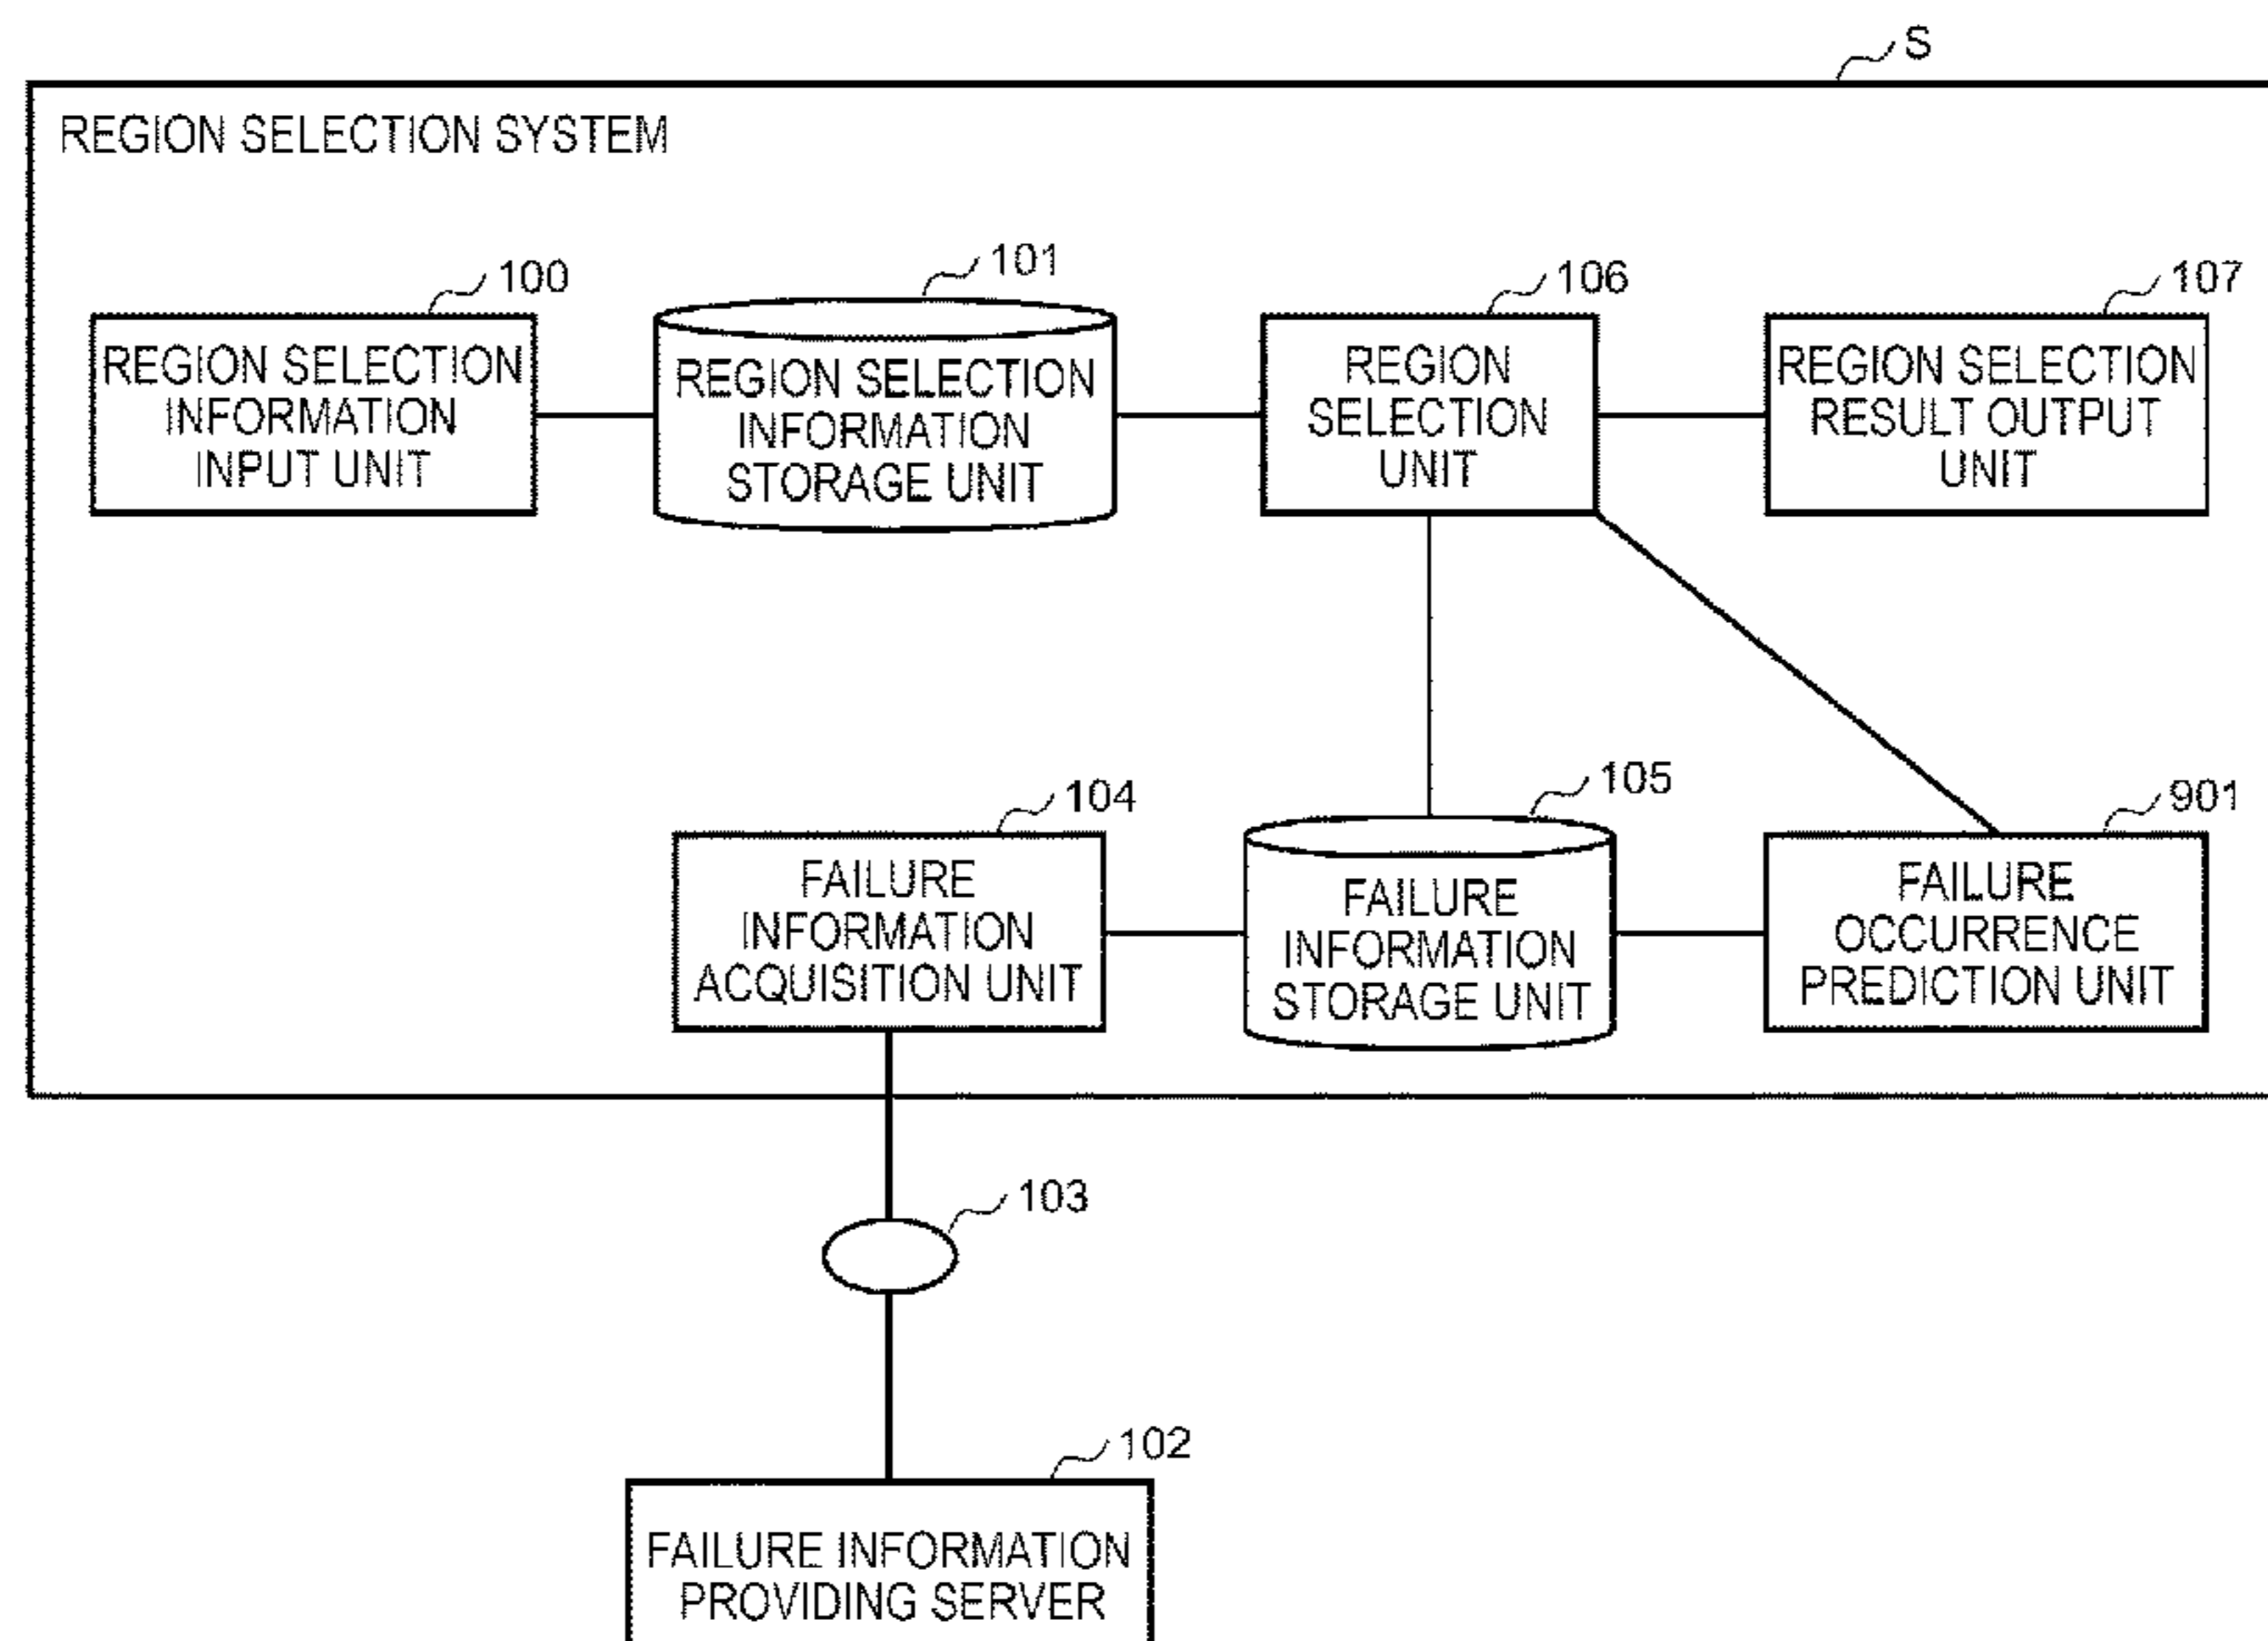 S
REGION SELECTION SYSTEM
100
REGION SELECTION
INFORMATION
INPUT UNIT
101
REGION SELECTION
INFORMATION
STORAGE UNIT
106
REGION
SELECTION
UNIT
107
REGION SELECTION
RESULT OUTPUT
UNIT
104
FAILURE
INFORMATION
ACQUISITION UNIT
105
FAILURE
INFORMATION
STORAGE UNIT
901
FAILURE
OCCURRENCE
PREDICTION UNIT
103
102
FAILURE INFORMATION
PROVIDING SERVER